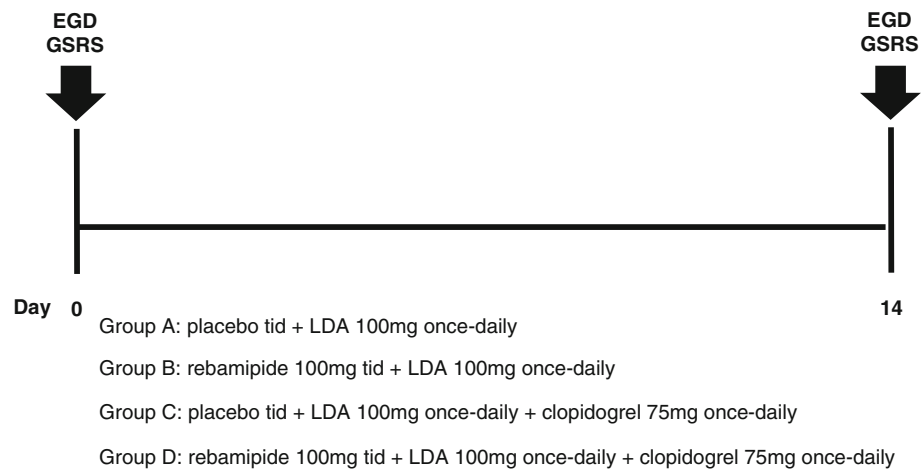 EGD
GSRS
EGD
GSRS
Day 0
14
Group A: placebo tid + LDA 100mg once-daily
Group B: rebamipide 100mg tid + LDA 100mg once-daily
Group C: placebo tid + LDA 100mg once-daily + clopidogrel 75mg once-daily
Group D: rebamipide 100mg tid + LDA 100mg once-daily + clopidogrel 75mg once-daily